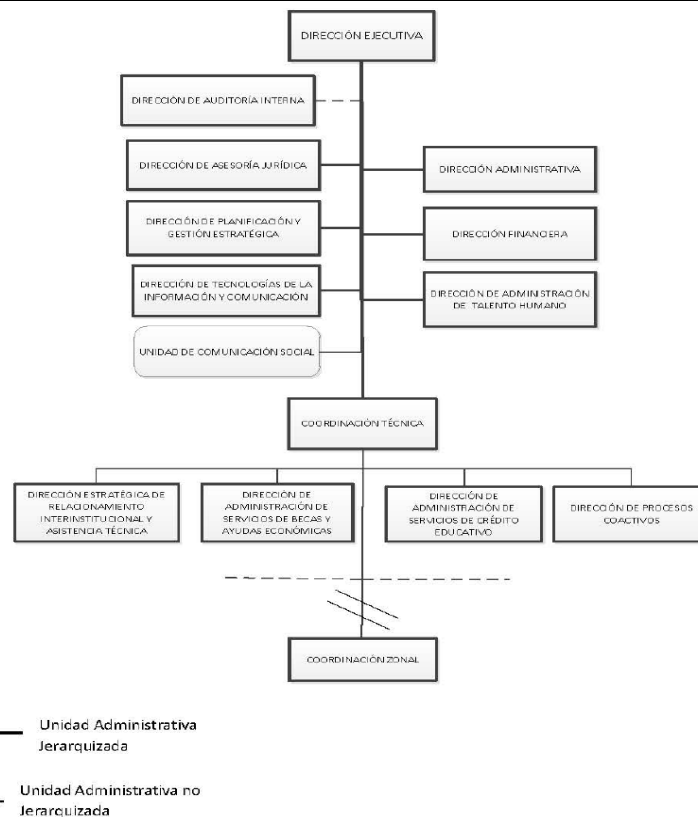 DIRECCIÓN EJECUTIVA
DIRECCIÓN DE AUDITORÍA INTERNA
DIRECCIÓN DE ASESORÍA JURÍDICA
DIRECCIÓN ADMINISTRATIVA
DIRECCIÓN DE PLANIFICACIÓN Y
GESTIÓN ESTRATÉGICA
DIRECCIÓN FINANCIERA
DIRECCIÓN DE TECNOLOGÍAS DE LA
INFORMACIÓN Y COMUNICACIÓN
DIRECCIÓN DE ADMINISTRACIÓN
DE TALENTO HUMANO
UNIDAD DE COMUNICACIÓN SOCIAL
COORDINACIÓN TÉCNICA
DIRECCIÓN ESTRATÉGICA DE
RELACIONAMIENTO
INTERINSTITUCIONAL Y
ASISTENCIA TÉCNICA
DIRECCIÓN DE
ADMINISTRACIÓN DE
SERVICIOS DE BECAS Y
AYUDAS ECONÓMICAS
DIRECCIÓN DE
ADMINISTRACIÓN DE
SERVICIOS DE CRÉDITO
EDUCATIVO
DIRECCIÓN DE PROCESOS
COACTIVOS
COORDINACIÓN ZONAL
Unidad Administrativa
Jerarquizada
Unidad Administrativa no
Jerarquizada